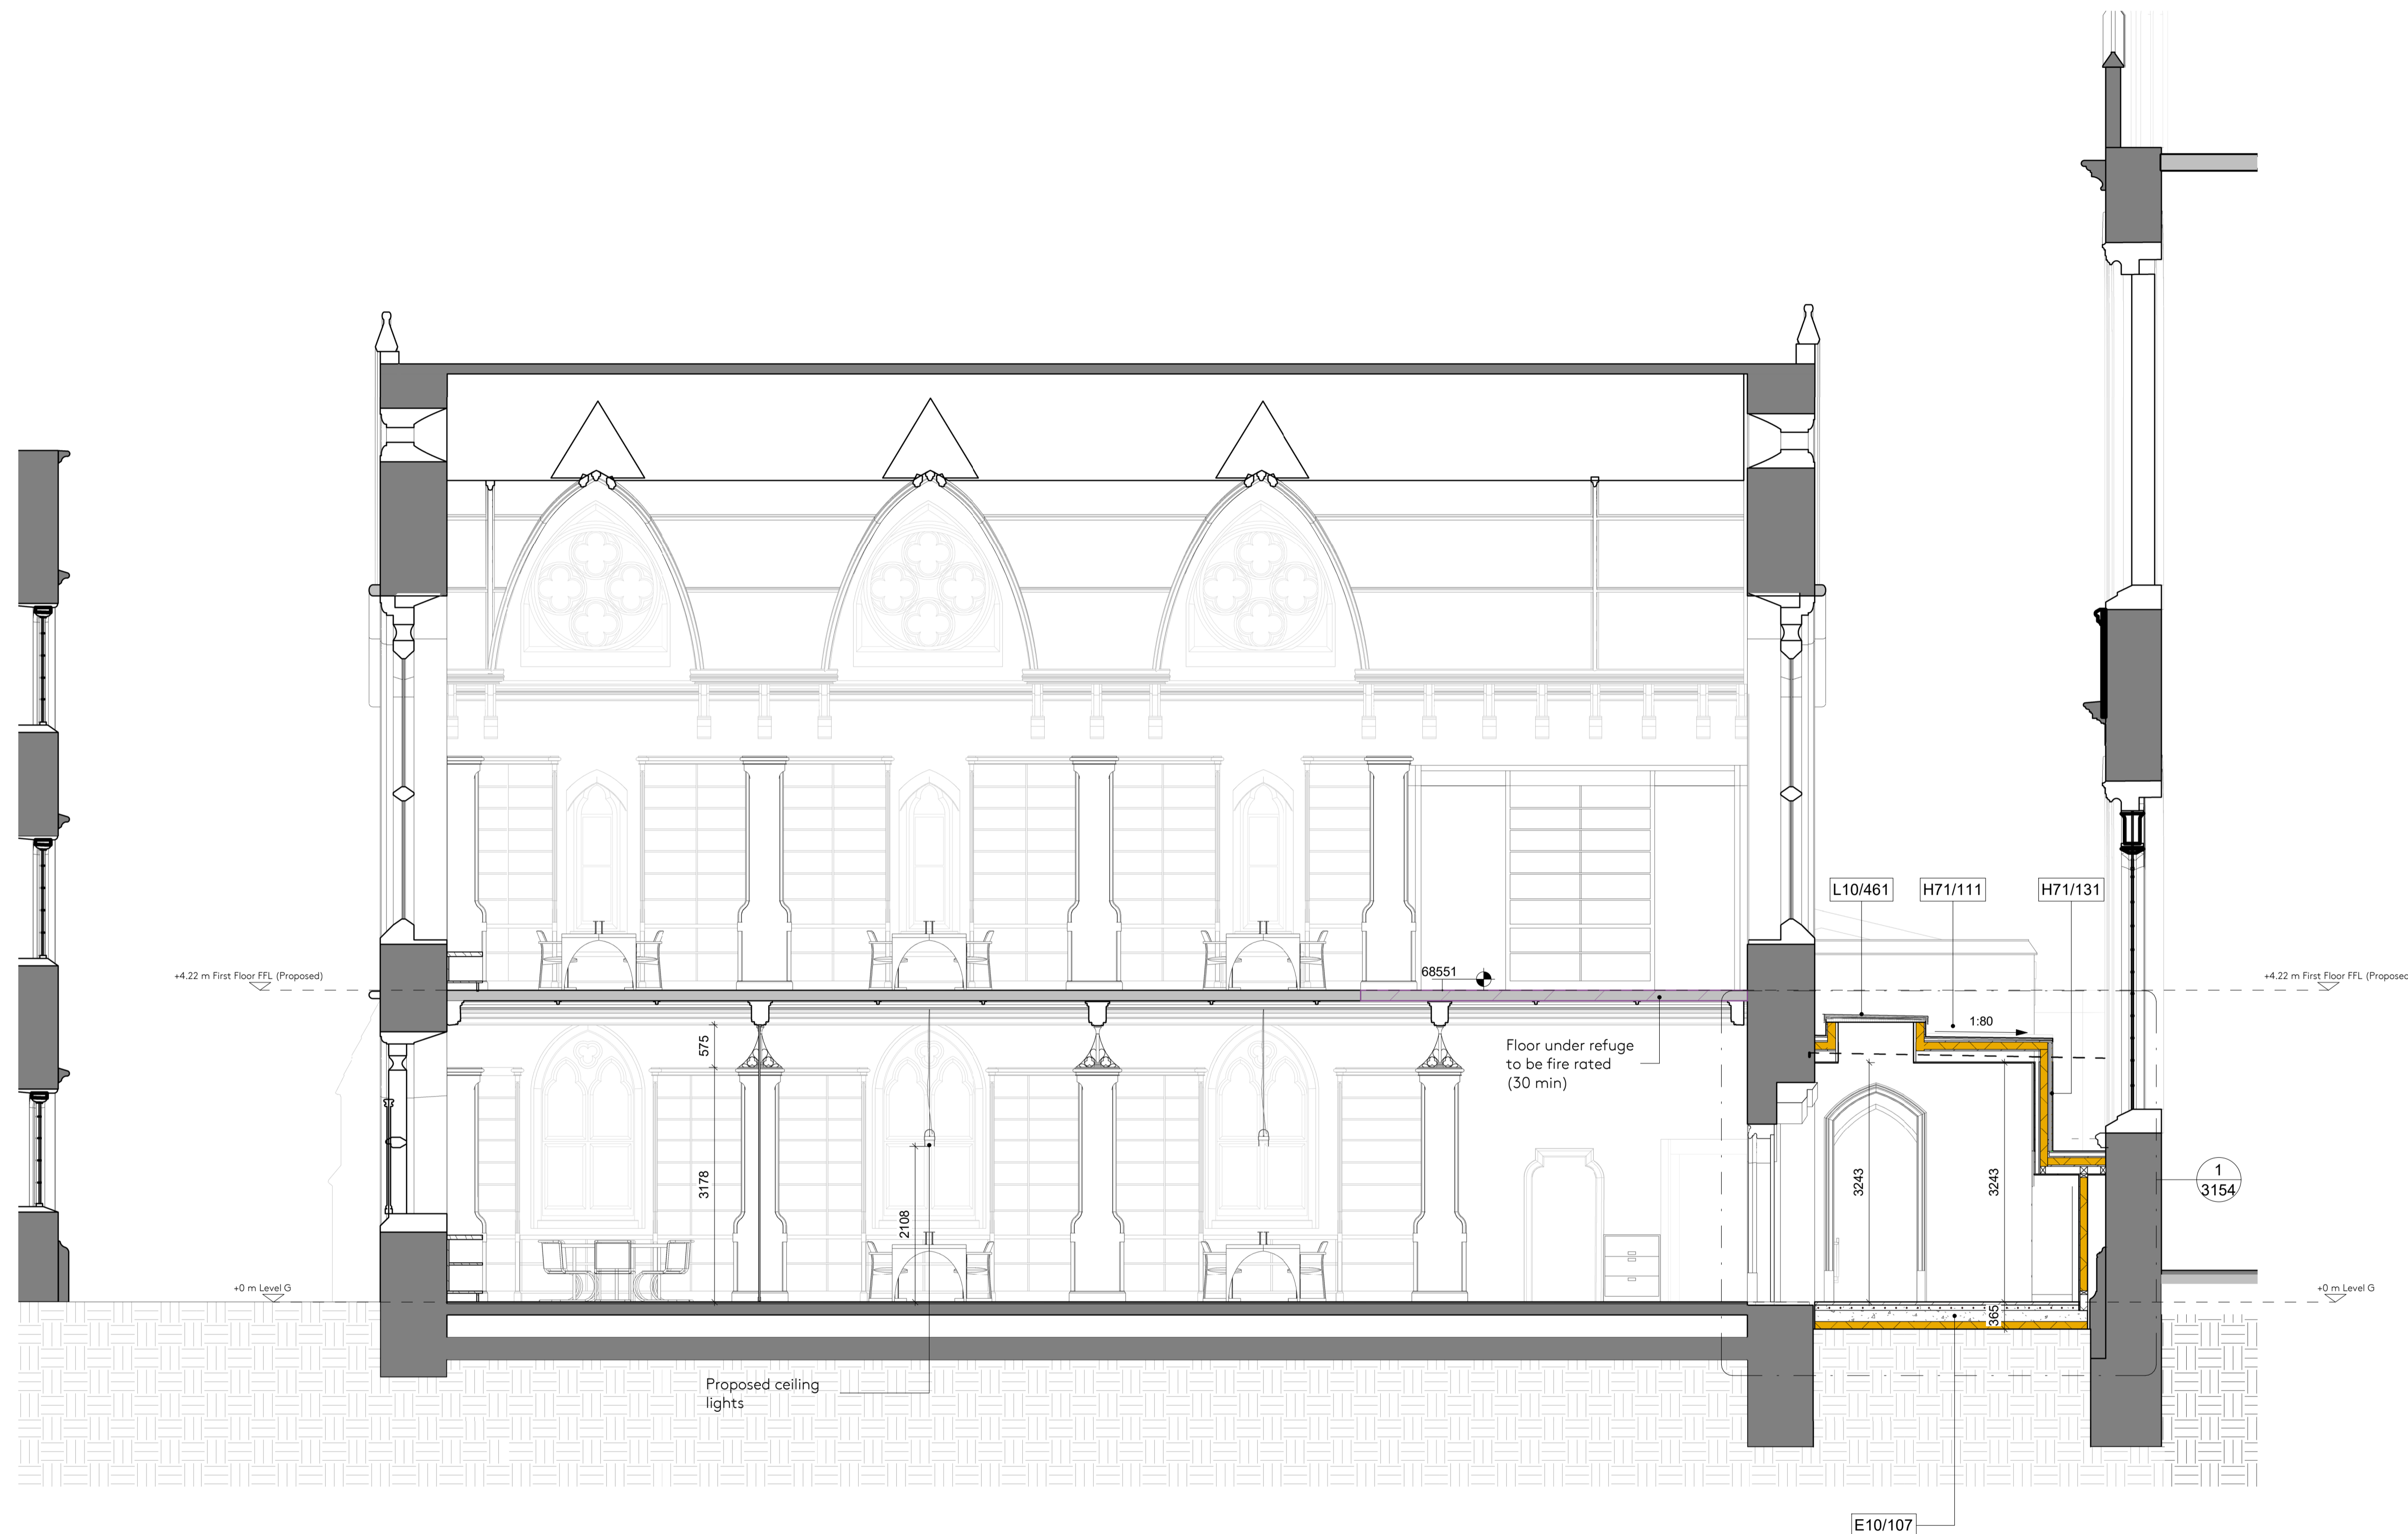 L10/461
H71/111
H71/131
+4.22 m First Floor FFL (Proposed)
68551
+4.22 m First Floor FFL (Proposed
1:80
575
Floor under refuge
to be fire rated
(30 min)
3178
2108
3243
3243
1
3154
+0 m Level G
+0 m Level G
365
Proposed ceiling
lights
E10/107